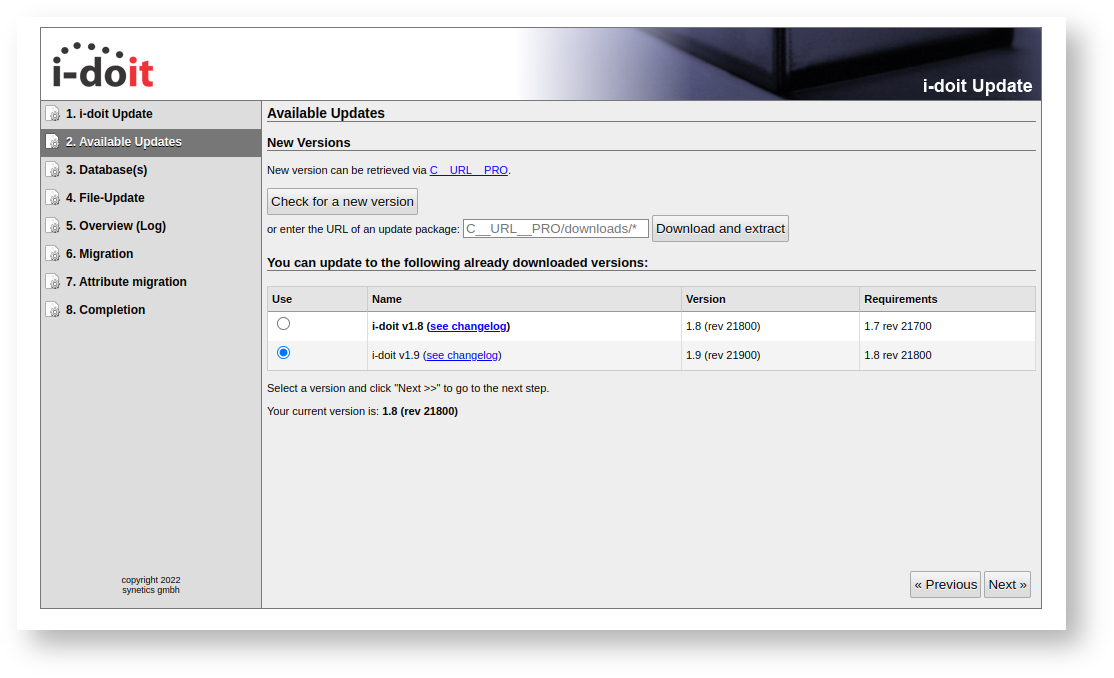 i-doit
i-doit Update
1. i-doit Update
2. Available Updates
3. Database(s)
4. File-Update
5. Overview (Log)
6. Migration
7. Attribute migration
8. Completion
copyright 2022
synetics gmbh
Available Updates
New Versions
New version can be retrieved via C__URL__PRO.
Check for a new version
or enter the URL of an update package: C__URL__PRO/downloads/* Download and extract
You can update to the following already downloaded versions:
Use Name Version Requirements
i-doit v1.8 (see changelog) 1.8 (rev 21800) 1.7 rev 21700
i-doit v1.9 (see changelog) 1.9 (rev 21900) 1.8 rev 21800
Select a version and click "Next >>" to go to the next step.
Your current version is: 1.8 (rev 21800)
« Previous Next »